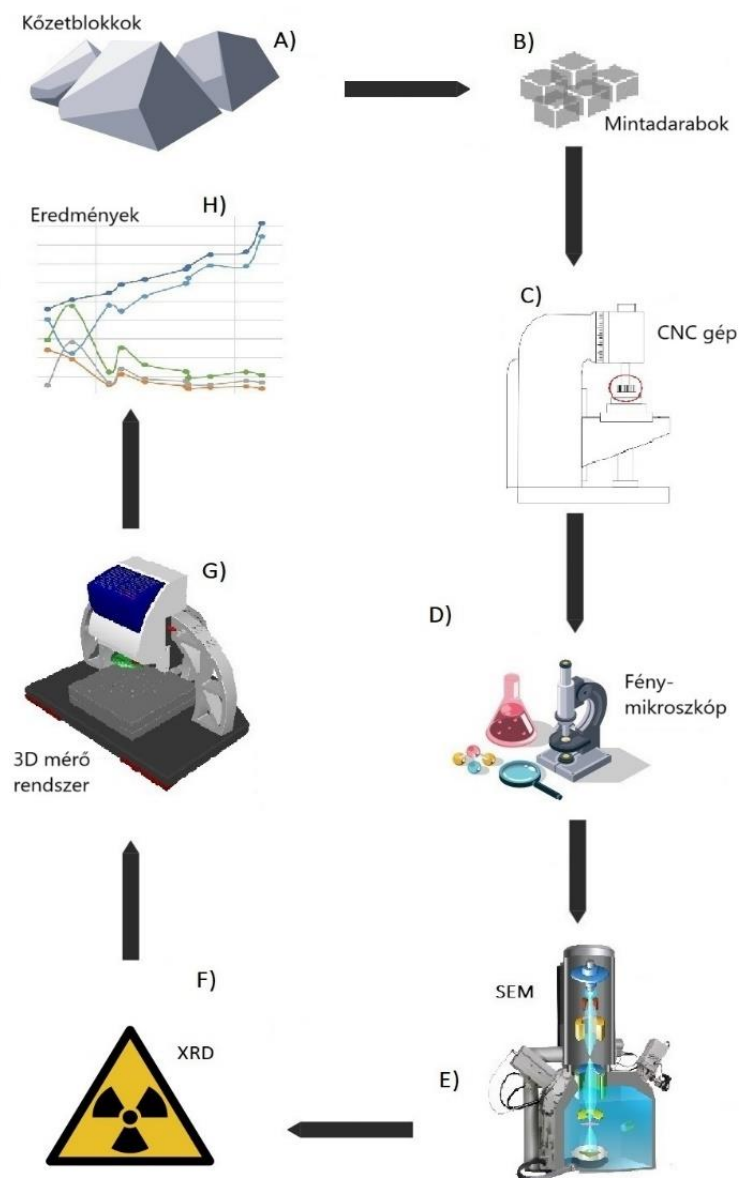 Kőzetblokkok
A)
B)
Mintadarabok
C)
CNC gép
D)
Fény-
mikroszkóp
SEM
E)
F)
XRD
G)
3D mérő
rendszer
H)
Eredmények